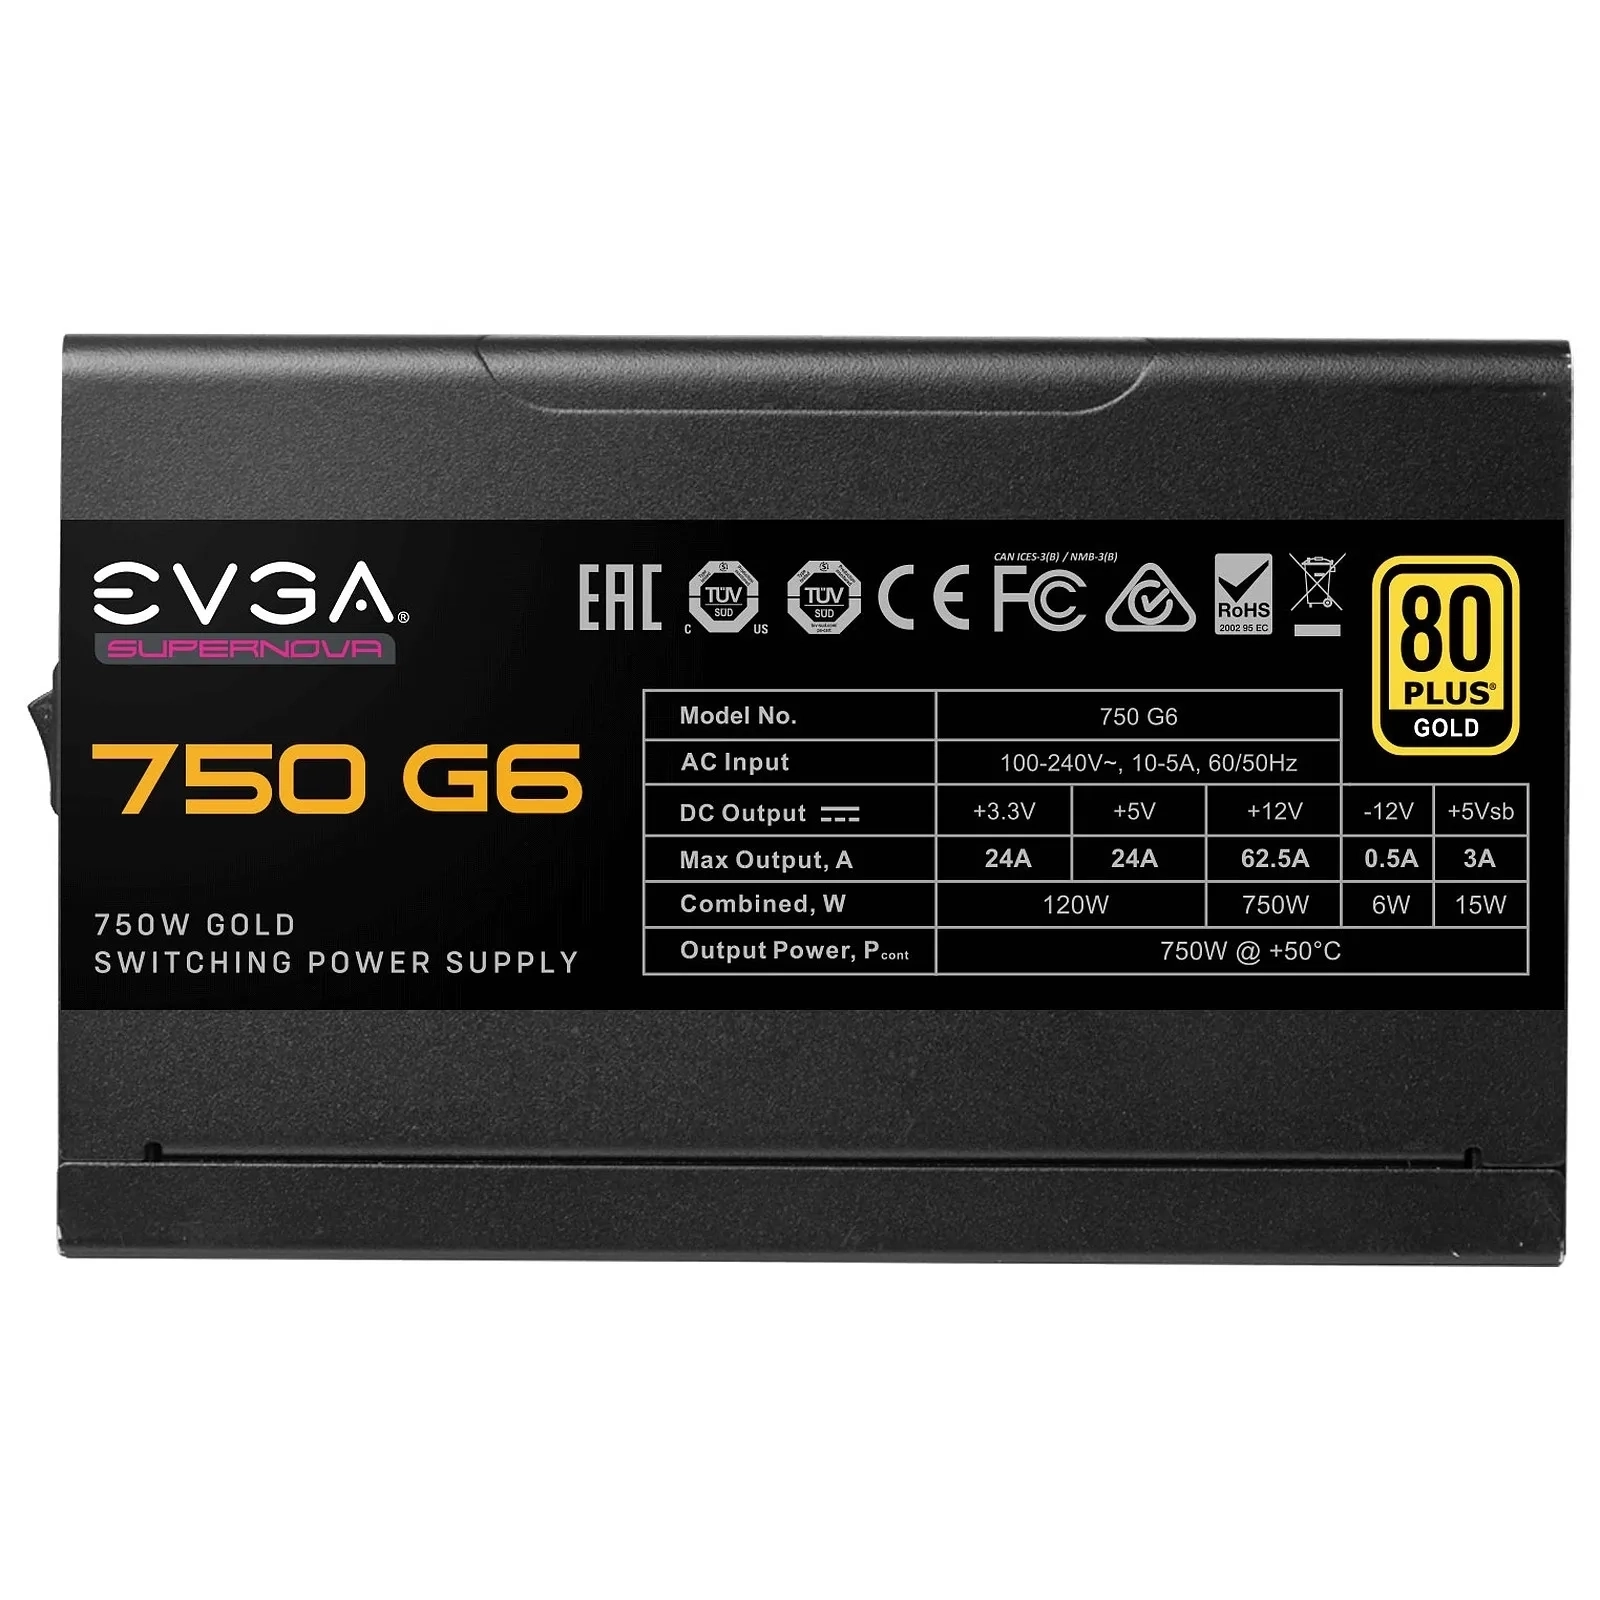 EVGA®
SUPERNOVA
750 G6
750W GOLD
SWITCHING POWER SUPPLY
EAC
TÜV
SÜD
C US
TÜV
SÜD
CE
CAN ICES-3(B) / NMB-3(B)
FC
RoHS
2002 95 EC
80
PLUS®
GOLD
Model No. 750 G6
AC Input 100-240V~, 10-5A, 60/50Hz
DC Output +3.3V +5V +12V -12V +5Vsb
Max Output, A 24A 24A 62.5A 0.5A 3A
Combined, W 120W 750W 6W 15W
Output Power, Pcont 750W @ +50°C